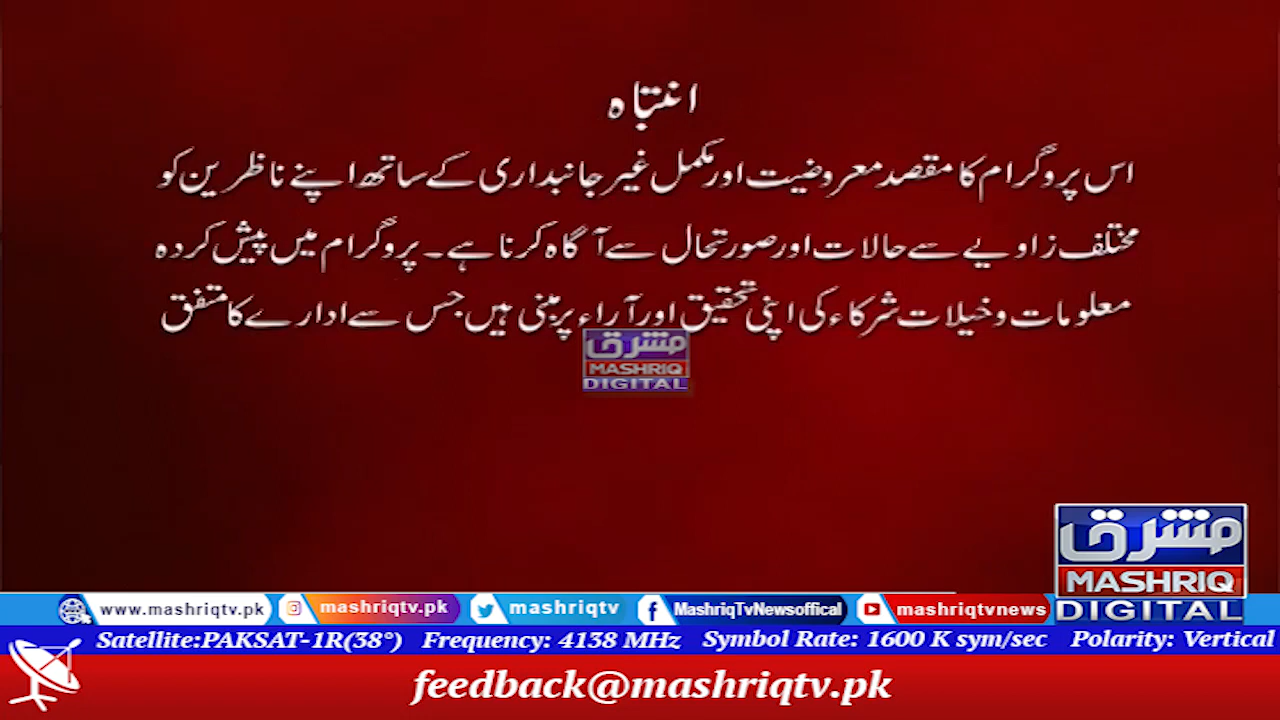 انتباہ
اس پروگرام کا مقصد معروضیت اور مکمل غیر جانبداری کے ساتھ اپنے ناظرین کو
مختلف زاویے سے حالات اور صورتحال سے آگاہ کرنا ہے۔ پروگرام میں پیش کردہ
معلومات و خیلات شرکاء کی اپنی تحقیق اور آراء پر مبنی ہیں جس سے ادارے کا متفق
مشرق
MASHRIQ
DIGITAL
مشرق
MASHRIQ
DIGITAL
www.mashriqtv.pk mashriqtv.pk mashriqtv MashriqTvNewsoffical mashriqtvnews
Satellite:PAKSAT-1R(38°) Frequency: 4138 MHz Symbol Rate: 1600 K sym/sec Polarity: Vertical
feedback@mashriqtv.pk